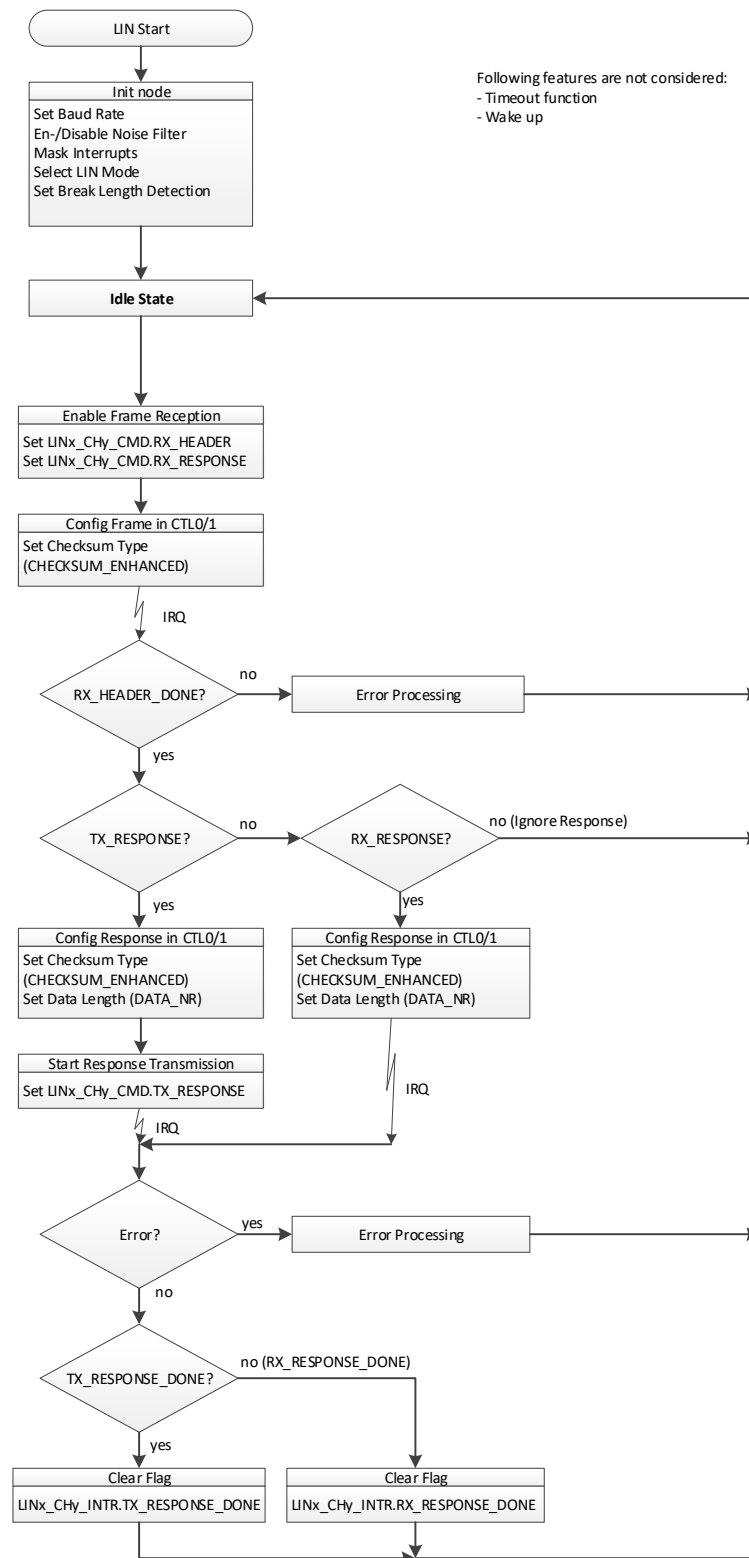 LIN Start
Following features are not considered:
- Timeout function
- Wake up
Init node
Set Baud Rate
En-/Disable Noise Filter
Mask Interrupts
Select LIN Mode
Set Break Length Detection
Idle State
Enable Frame Reception
Set LINx_CHy_CMD.RX_HEADER
Set LINx_CHy_CMD.RX_RESPONSE
Config Frame in CTL0/1
Set Checksum Type
(CHECKSUM_ENHANCED)
IRQ
RX_HEADER_DONE?
no
Error Processing
yes
TX_RESPONSE?
no
RX_RESPONSE?
no (Ignore Response)
yes
yes
Config Response in CTL0/1
Set Checksum Type
(CHECKSUM_ENHANCED)
Set Data Length (DATA_NR)
Config Response in CTL0/1
Set Checksum Type
(CHECKSUM_ENHANCED)
Set Data Length (DATA_NR)
Start Response Transmission
Set LINx_CHy_CMD.TX_RESPONSE
IRQ
IRQ
Error?
yes
Error Processing
no
TX_RESPONSE_DONE?
no (RX_RESPONSE_DONE)
yes
Clear Flag
LINx_CHy_INTR.TX_RESPONSE_DONE
Clear Flag
LINx_CHy_INTR.RX_RESPONSE_DONE